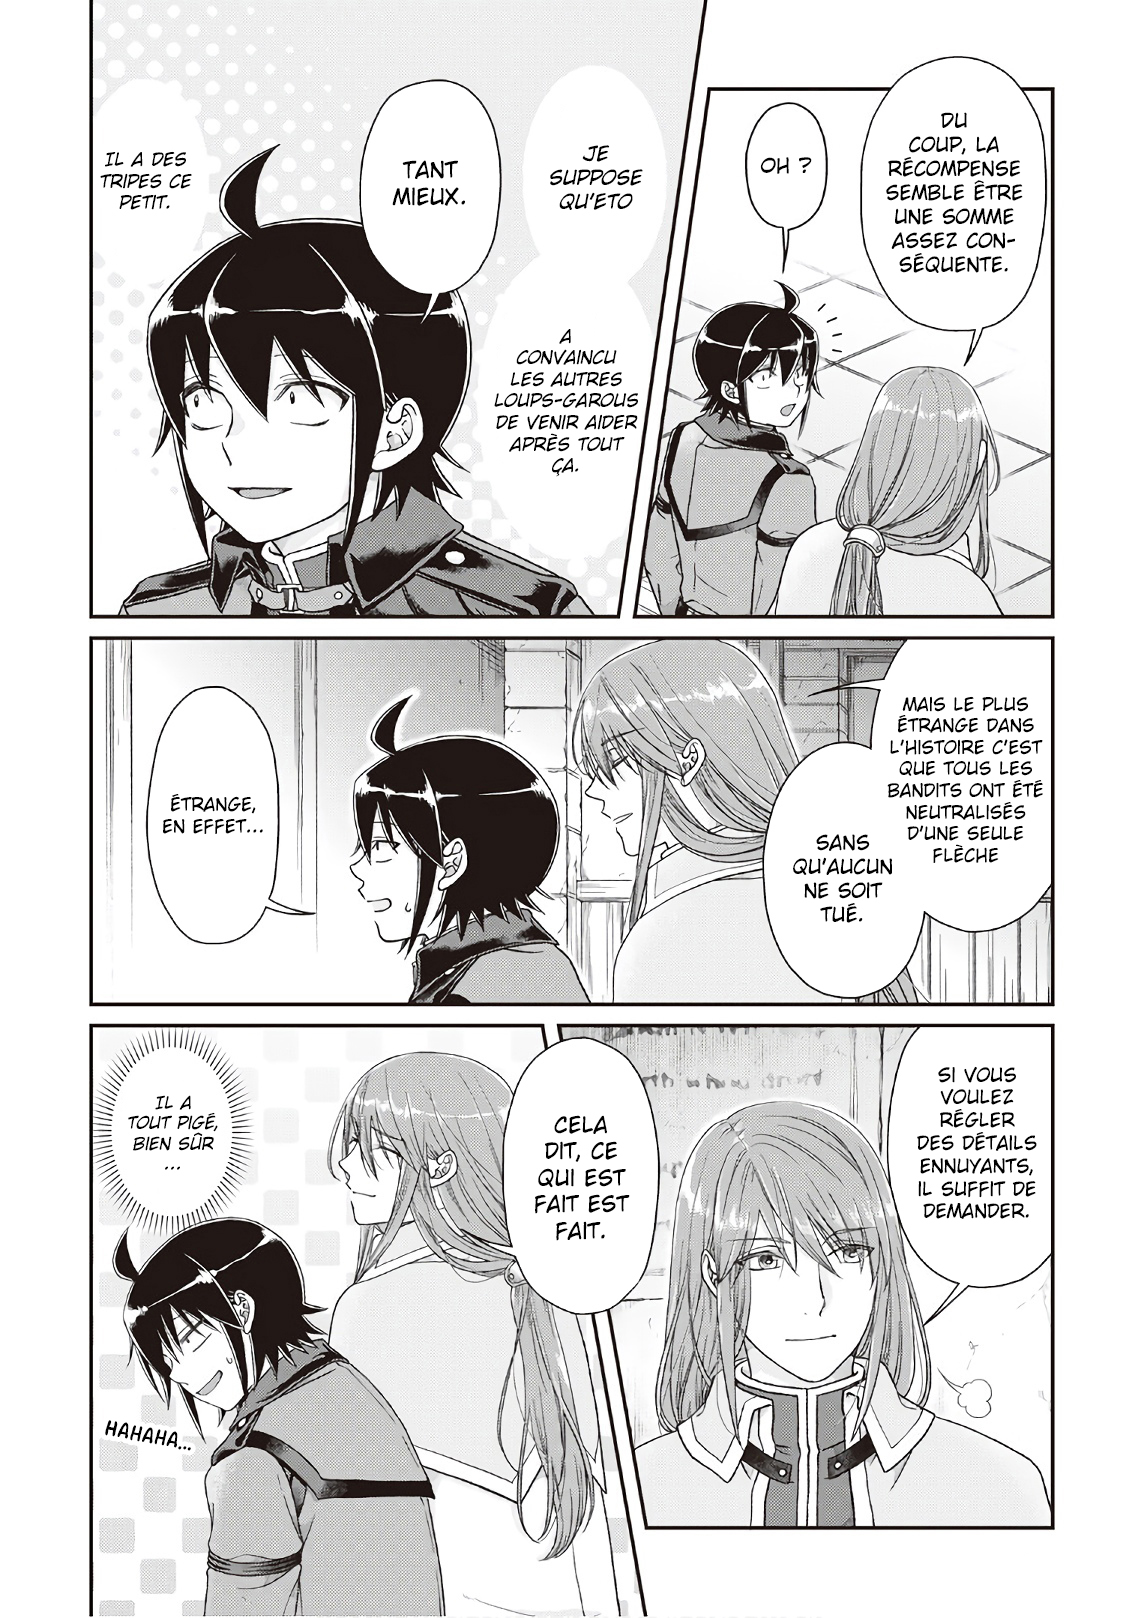 DU
COUP, LA
RÉCOMPENSE
SEMBLE ÊTRE
UNE SOMME
ASSEZ CON-
SÉQUENTE.
OH ?
JE
SUPPOSE
QU'ETO
A
CONVAINCU
LES AUTRES
LOUPS-GAROUS
DE VENIR AIDER
APRÈS TOUT
ÇA.
TANT
MIEUX.
IL A DES
TRIPES CE
PETIT.
MAIS LE PLUS
ÉTRANGE DANS
L'HISTOIRE C'EST
QUE TOUS LES
BANDITS ONT ÉTÉ
NEUTRALISÉS
D'UNE SEULE
FLÈCHE
SANS
QU'AUCUN
NE SOIT
TUÉ.
ÉTRANGE,
EN EFFET...
SI VOUS
VOULEZ
RÉGLER
DES DÉTAILS
ENNUYANTS,
IL SUFFIT DE
DEMANDER.
CELA
DIT, CE
QUI EST
FAIT EST
FAIT.
IL A
TOUT PIGÉ,
BIEN SÛR
...
HAHAHA...